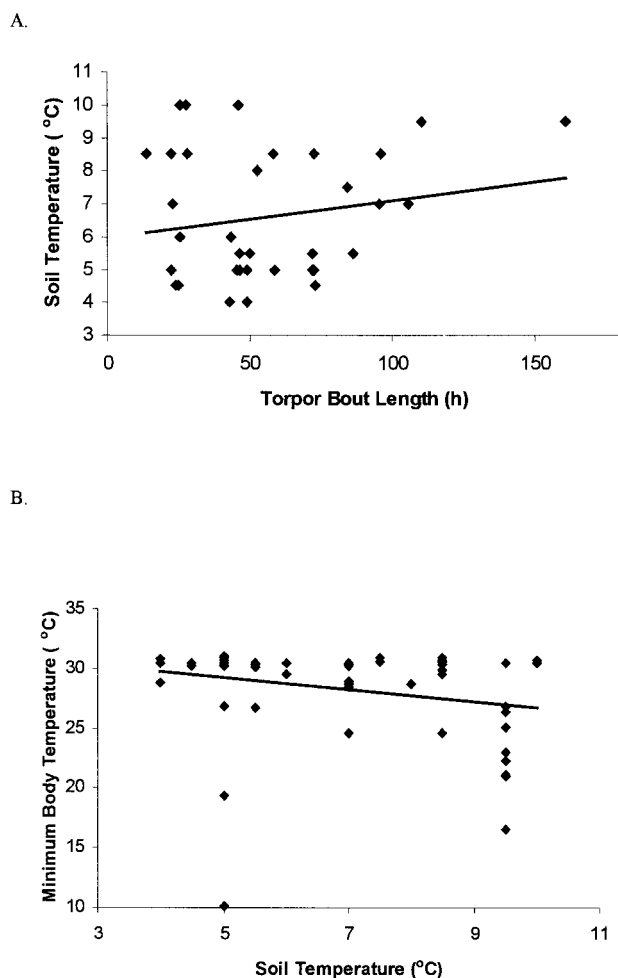 A.
11
10
9
8
7
6
5
4
3
Soil Temperature ( °C)
0 50 100 150
Torpor Bout Length (h)
B.
35
30
25
20
15
10
Minimum Body Temperature ( °C)
3 5 7 9 11
Soil Temperature (°C)